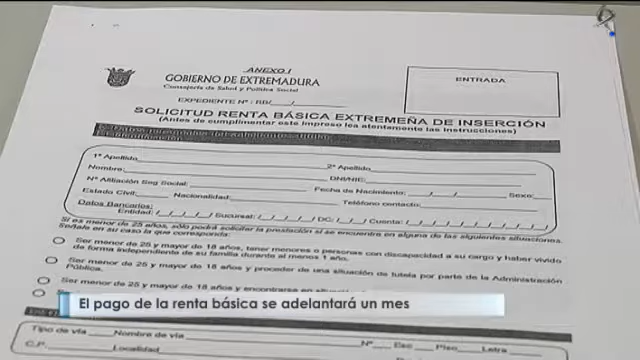 ANEXO I
GOBIERNO DE EXTREMADURA
Consejería de Salud y Política Social
ENTRADA
EXPEDIENTE Nº : RB/____/________
SOLICITUD RENTA BÁSICA EXTREMEÑA DE INSERCIÓN
(Antes de cumplimentar este impreso lea atentamente las instrucciones)
1º Apellido 2º Apellido
Nombre: DNI/NIE:
Nº Afiliación Seg Social: Fecha de Nacimiento: Sexo:
Estado Civil: Nacionalidad: Teléfono contacto:
Datos Bancarios:
Entidad: Sucursal: DC: Cuenta:
Si es menor de 25 años, sólo podrá solicitar la prestación si se encuentra en alguna de las siguientes situaciones.
Señale en su caso la que corresponda:
Ser menor de 25 y mayor de 18 años, tener menores o personas con discapacidad a su cargo y haber vivido
de forma independiente de su familia durante al menos 1 año.
Ser menor de 25 y mayor de 18 años y proceder de una situación de tutela por parte de la Administración
Pública.
Ser menor de 25 y mayor de 18 años y encontrarse en
El pago de la renta básica se adelantará un mes
Tipo de vía Nombre de vía Nº Esc Piso Letra
C.P. Localidad